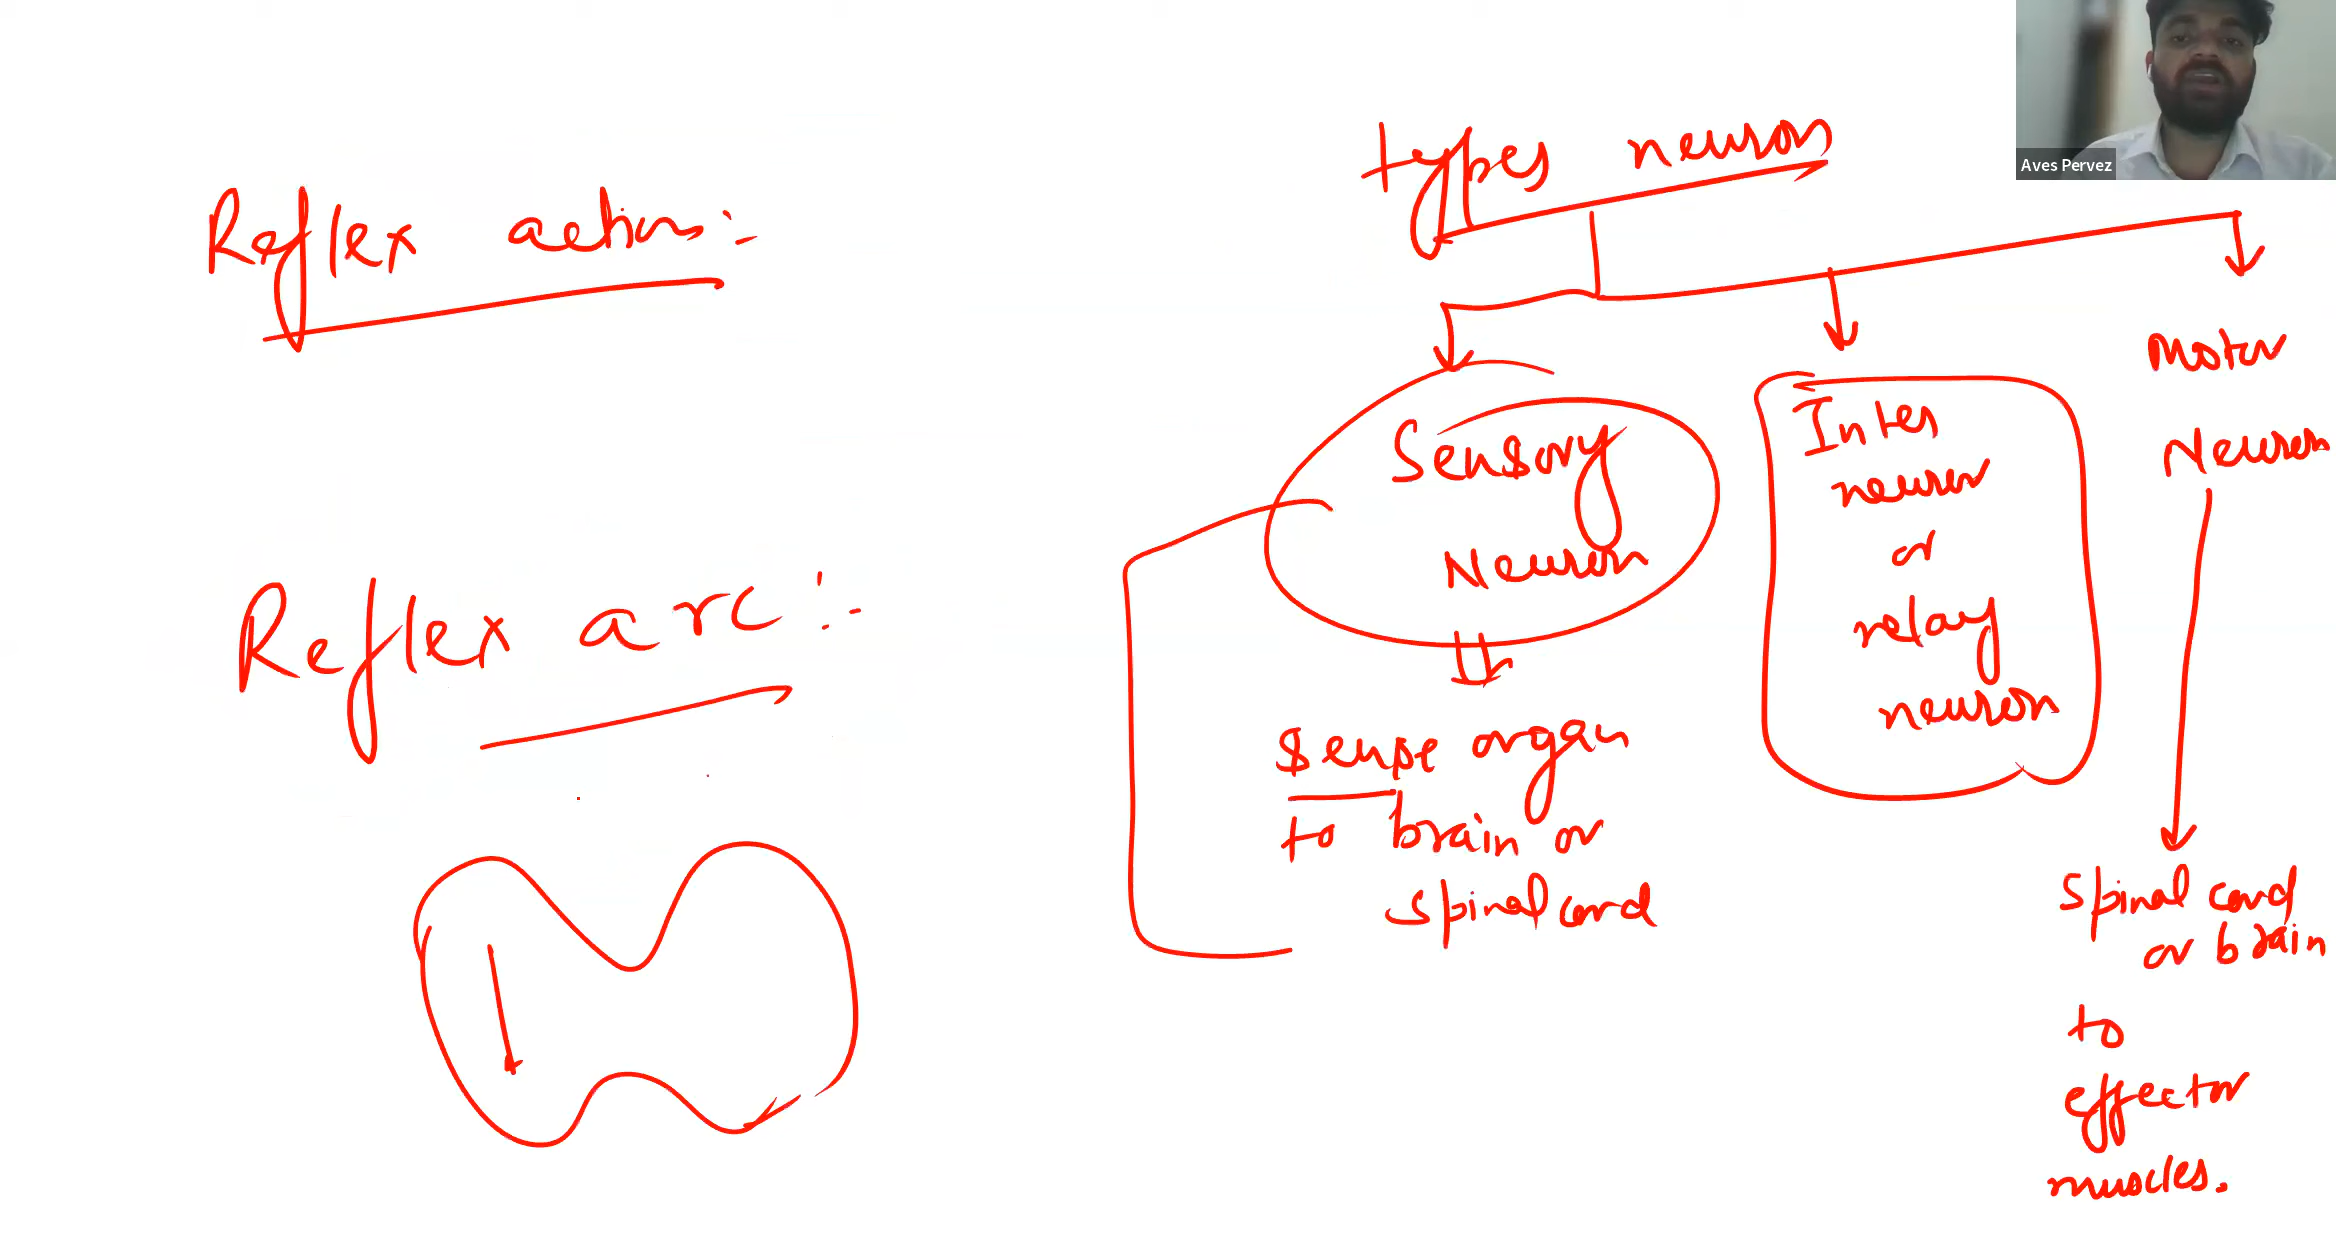 Reflex action:-
Reflex arc :-
types neuron
Sensory
Neuron
Sense organ
to brain or
spinal cord
Inter
neuron
or
relay
neuron
Motor
Neuron
Spinal cord
or brain
to
effector
muscles.
Aves Pervez